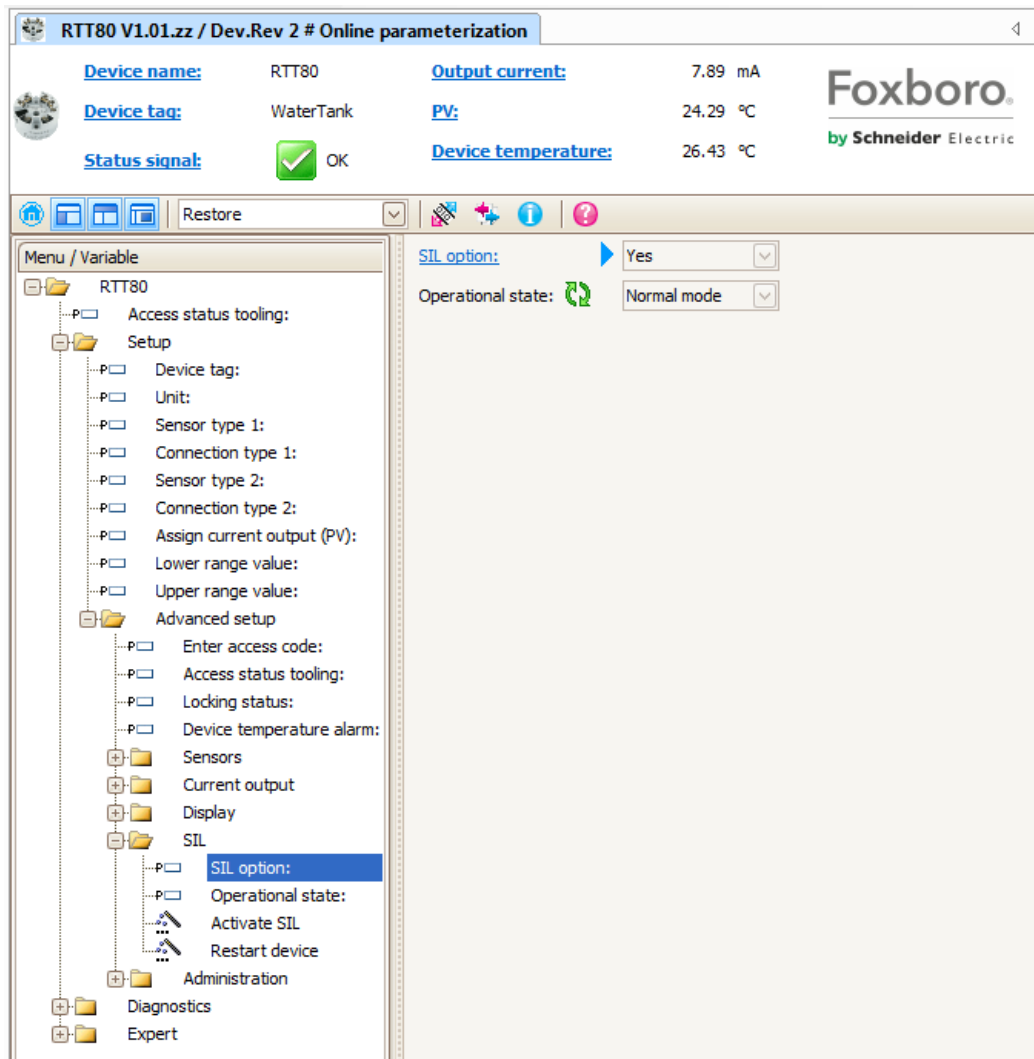 RTT80 V1.01.zz / Dev.Rev 2 # Online parameterization
Device name: RTT80 Output current: 7.89 mA
Device tag: WaterTank PV: 24.29 °C
Status signal: OK Device temperature: 26.43 °C
Foxboro.
by Schneider Electric
Restore
Menu / Variable
RTT80
Access status tooling:
Setup
Device tag:
Unit:
Sensor type 1:
Connection type 1:
Sensor type 2:
Connection type 2:
Assign current output (PV):
Lower range value:
Upper range value:
Advanced setup
Enter access code:
Access status tooling:
Locking status:
Device temperature alarm:
Sensors
Current output
Display
SIL
SIL option:
Operational state:
Activate SIL
Restart device
Administration
Diagnostics
Expert
SIL option: Yes
Operational state: Normal mode